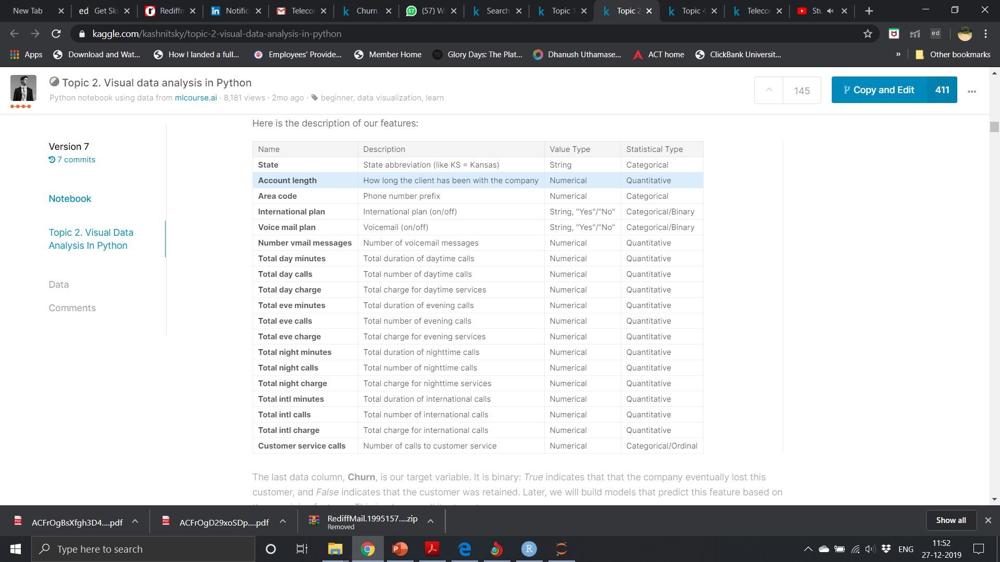 New Tab
ed Get Ski
Rediffm
Notific
Telecor
Churn
(57) W
Search
Topic 1
Topic 2
Topic 4
Telecor
Stu
kaggle.com/kashnitsky/topic-2-visual-data-analysis-in-python
ed
Apps
Download and Wat...
How I landed a full...
Employees' Provide...
Member Home
Glory Days: The Plat...
Dhanush Uthamase...
ACT home
ClickBank Universit...
»
Other bookmarks
Topic 2. Visual data analysis in Python
Python notebook using data from mlcourse.ai · 8,181 views · 2mo ago · beginner, data visualization, learn
145
Copy and Edit 411
Version 7
7 commits
Notebook
Topic 2. Visual Data
Analysis In Python
Data
Comments
Here is the description of our features:
Name Description Value Type Statistical Type
State State abbreviation (like KS = Kansas) String Categorical
Account length How long the client has been with the company Numerical Quantitative
Area code Phone number prefix Numerical Categorical
International plan International plan (on/off) String, "Yes"/"No" Categorical/Binary
Voice mail plan Voicemail (on/off) String, "Yes"/"No" Categorical/Binary
Number vmail messages Number of voicemail messages Numerical Quantitative
Total day minutes Total duration of daytime calls Numerical Quantitative
Total day calls Total number of daytime calls Numerical Quantitative
Total day charge Total charge for daytime services Numerical Quantitative
Total eve minutes Total duration of evening calls Numerical Quantitative
Total eve calls Total number of evening calls Numerical Quantitative
Total eve charge Total charge for evening services Numerical Quantitative
Total night minutes Total duration of nighttime calls Numerical Quantitative
Total night calls Total number of nighttime calls Numerical Quantitative
Total night charge Total charge for nighttime services Numerical Quantitative
Total intl minutes Total duration of international calls Numerical Quantitative
Total intl calls Total number of international calls Numerical Quantitative
Total intl charge Total charge for international calls Numerical Quantitative
Customer service calls Number of calls to customer service Numerical Categorical/Ordinal
The last data column, Churn, is our target variable. It is binary: True indicates that that the company eventually lost this
customer, and False indicates that the customer was retained. Later, we will build models that predict this feature based on
ACFrOgBsXfgh3D4....pdf
ACFrOgD29xoSDp....pdf
RediffMail.1995157....zip
Removed
Show all
Type here to search
ENG
11:52
27-12-2019